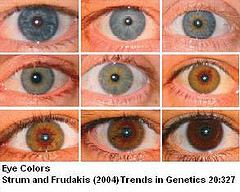 Eye Colors
Strum and Frudakis (2004) Trends in Genetics 20:327